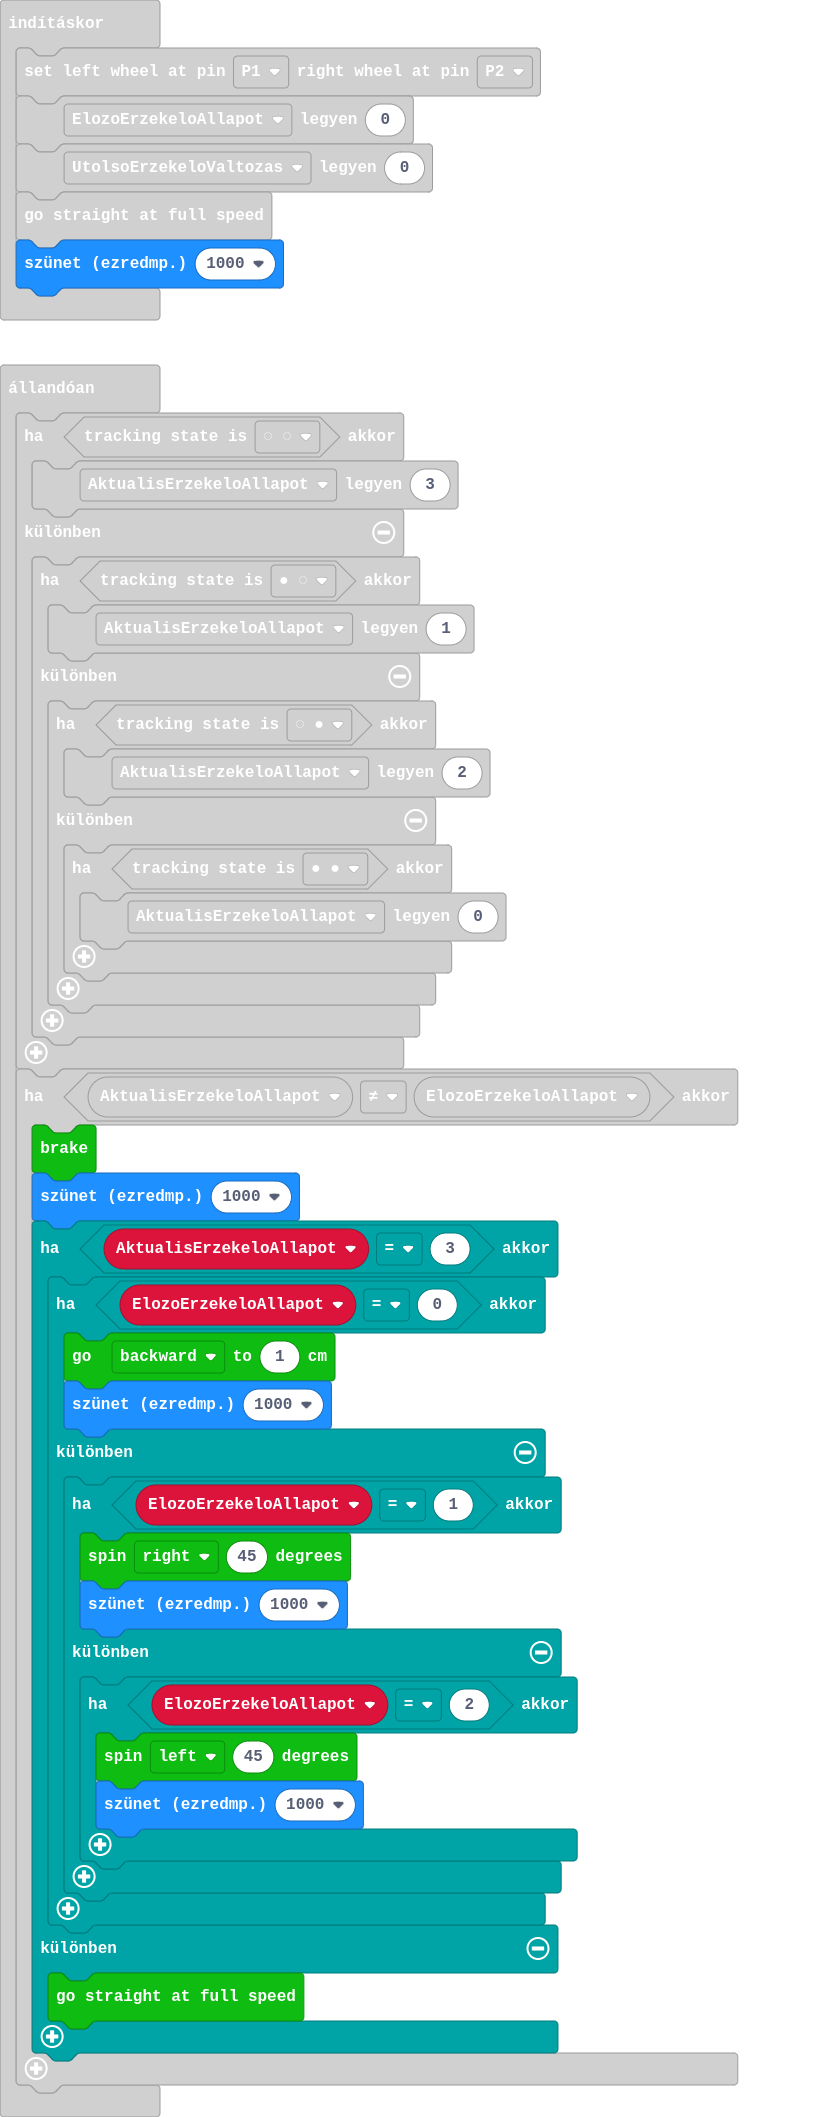 indításkor
set left wheel at pin P1 right wheel at pin P2
ElozoErzekeloAllapot legyen 0
UtolsoErzekeloValtozas legyen 0
go straight at full speed
szünet (ezredmp.) 1000
állandóan
ha tracking state is ○ ○ akkor
AktualisErzekeloAllapot legyen 3
különben
ha tracking state is ● ○ akkor
AktualisErzekeloAllapot legyen 1
különben
ha tracking state is ○ ● akkor
AktualisErzekeloAllapot legyen 2
különben
ha tracking state is ● ● akkor
AktualisErzekeloAllapot legyen 0
ha AktualisErzekeloAllapot ≠ ElozoErzekeloAllapot akkor
brake
szünet (ezredmp.) 1000
ha AktualisErzekeloAllapot = 3 akkor
ha ElozoErzekeloAllapot = 0 akkor
go backward to 1 cm
szünet (ezredmp.) 1000
különben
ha ElozoErzekeloAllapot = 1 akkor
spin right 45 degrees
szünet (ezredmp.) 1000
különben
ha ElozoErzekeloAllapot = 2 akkor
spin left 45 degrees
szünet (ezredmp.) 1000
különben
go straight at full speed